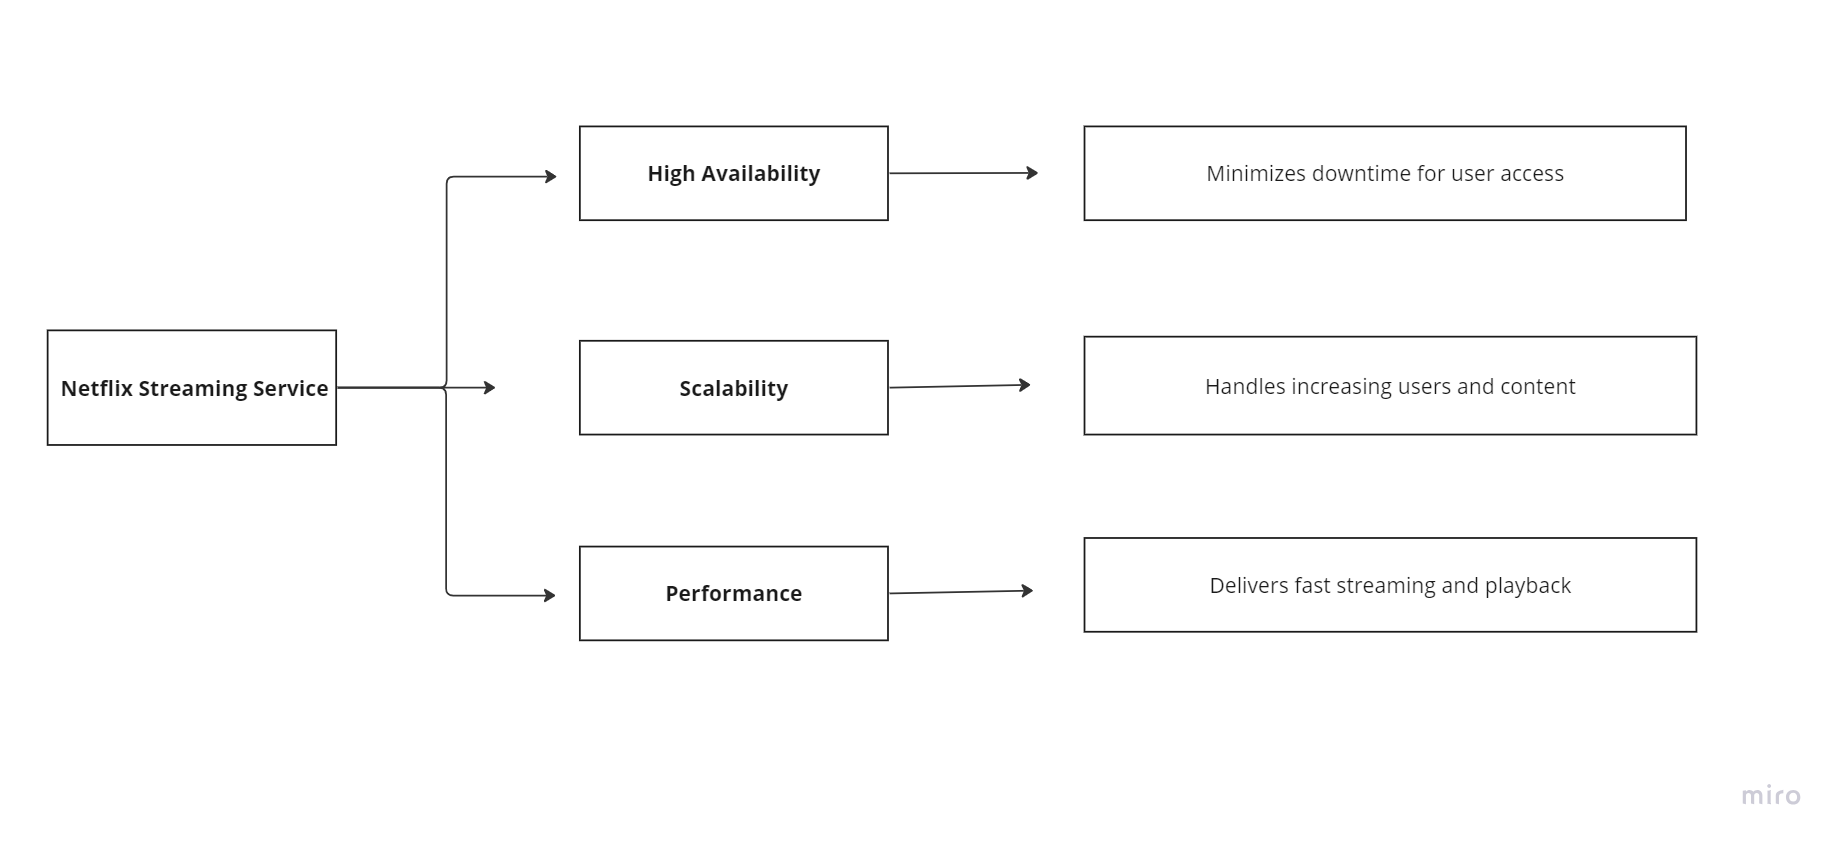 High Availability
Minimizes downtime for user access
Netflix Streaming Service
Scalability
Handles increasing users and content
Performance
Delivers fast streaming and playback
miro